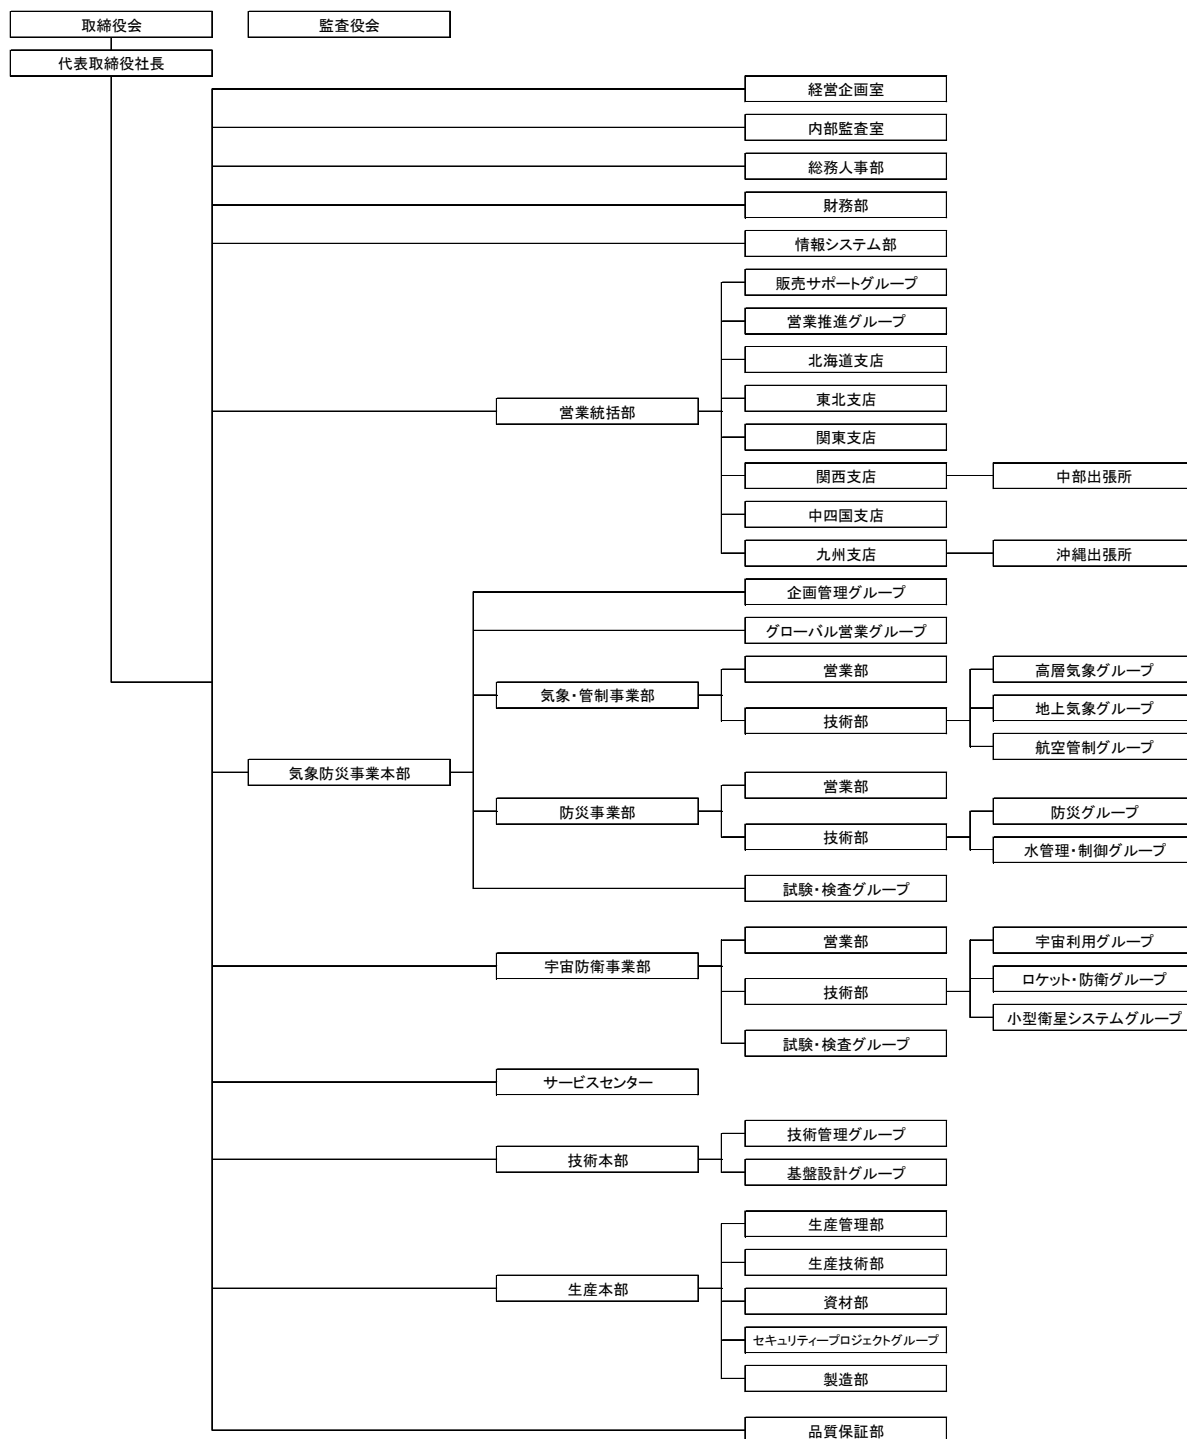 取締役会
監査役会
代表取締役社長
経営企画室
内部監査室
総務人事部
財務部
情報システム部
販売サポートグループ
営業推進グループ
北海道支店
東北支店
営業統括部
関東支店
関西支店
中部出張所
中四国支店
九州支店
沖縄出張所
企画管理グループ
グローバル営業グループ
営業部
高層気象グループ
気象・管制事業部
技術部
地上気象グループ
航空管制グループ
気象防災事業本部
営業部
防災事業部
防災グループ
技術部
水管理・制御グループ
試験・検査グループ
営業部
宇宙利用グループ
宇宙防衛事業部
技術部
ロケット・防衛グループ
小型衛星システムグループ
試験・検査グループ
サービスセンター
技術管理グループ
技術本部
基盤設計グループ
生産管理部
生産技術部
生産本部
資材部
セキュリティープロジェクトグループ
製造部
品質保証部